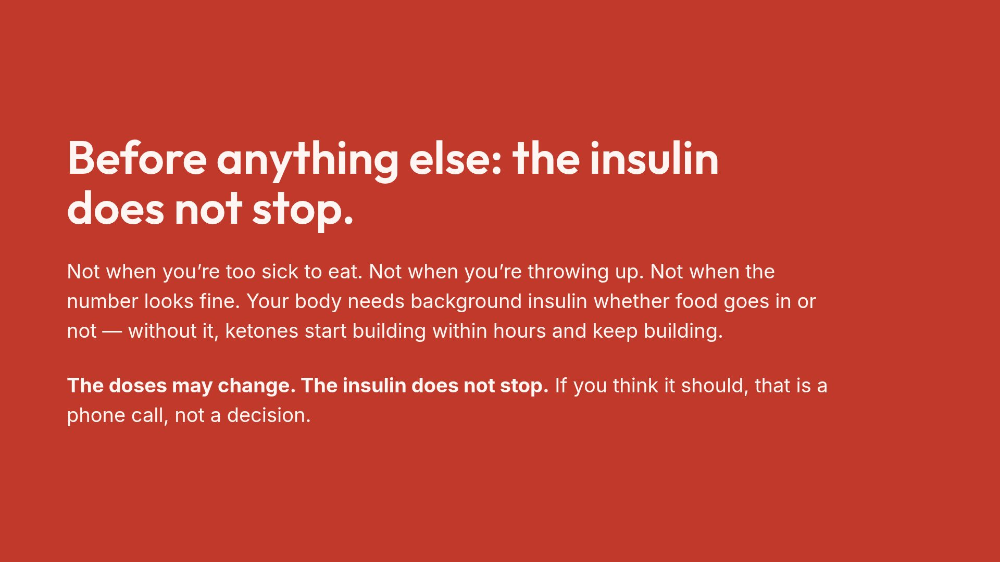 Before anything else: the insulin
does not stop.
Not when you’re too sick to eat. Not when you’re throwing up. Not when the
number looks fine. Your body needs background insulin whether food goes in or
not — without it, ketones start building within hours and keep building.
The doses may change. The insulin does not stop. If you think it should, that is a
phone call, not a decision.